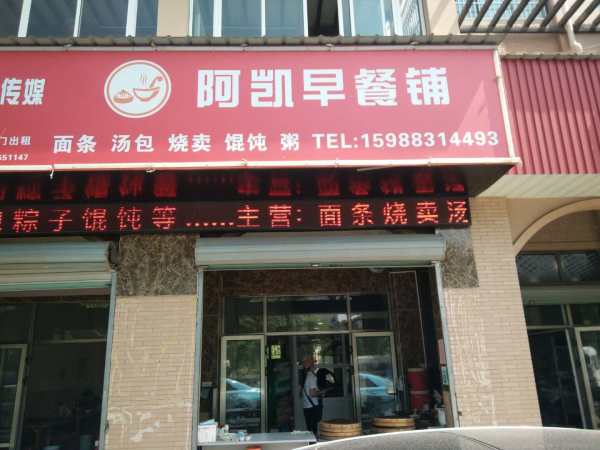 传媒
阿凯早餐铺
门出租
551147
面条 汤包 烧卖 馄饨 粥 TEL:15988314493
粽子馄饨等......主营:面条烧卖汤